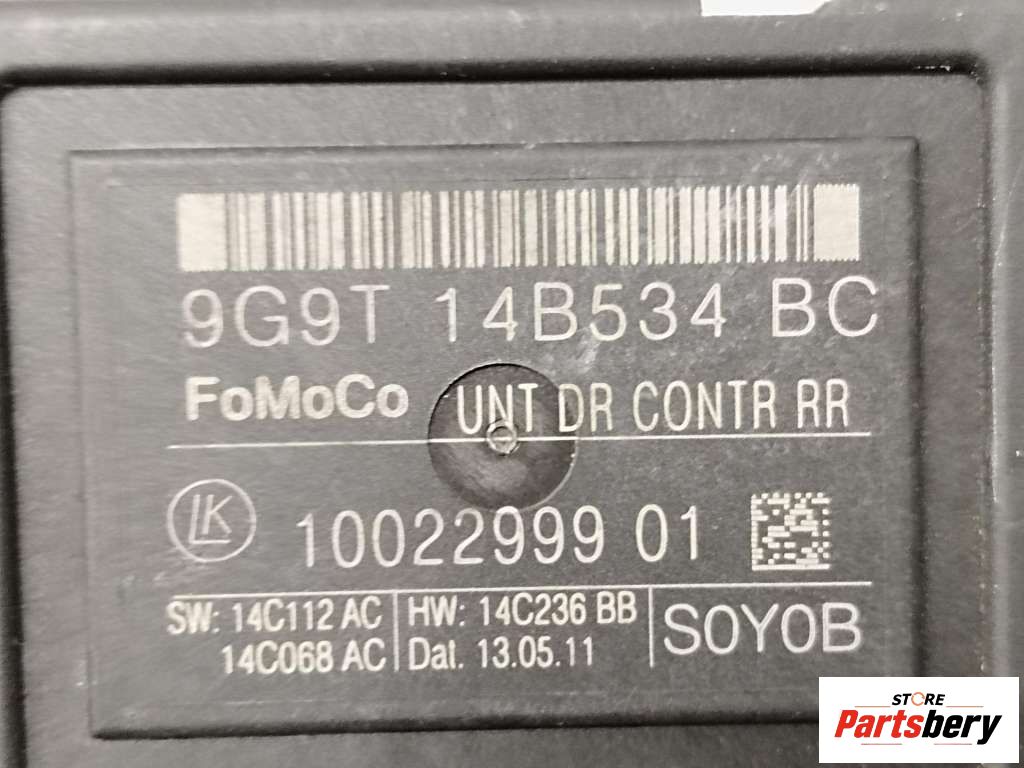 9G9T 14B534 BC
FoMoCo UNT DR CONTR RR
LK 10022999 01
SW: 14C112 AC HW: 14C236 BB SOYOB
14C068 AC Dat. 13.05.11
STORE
Partsbery